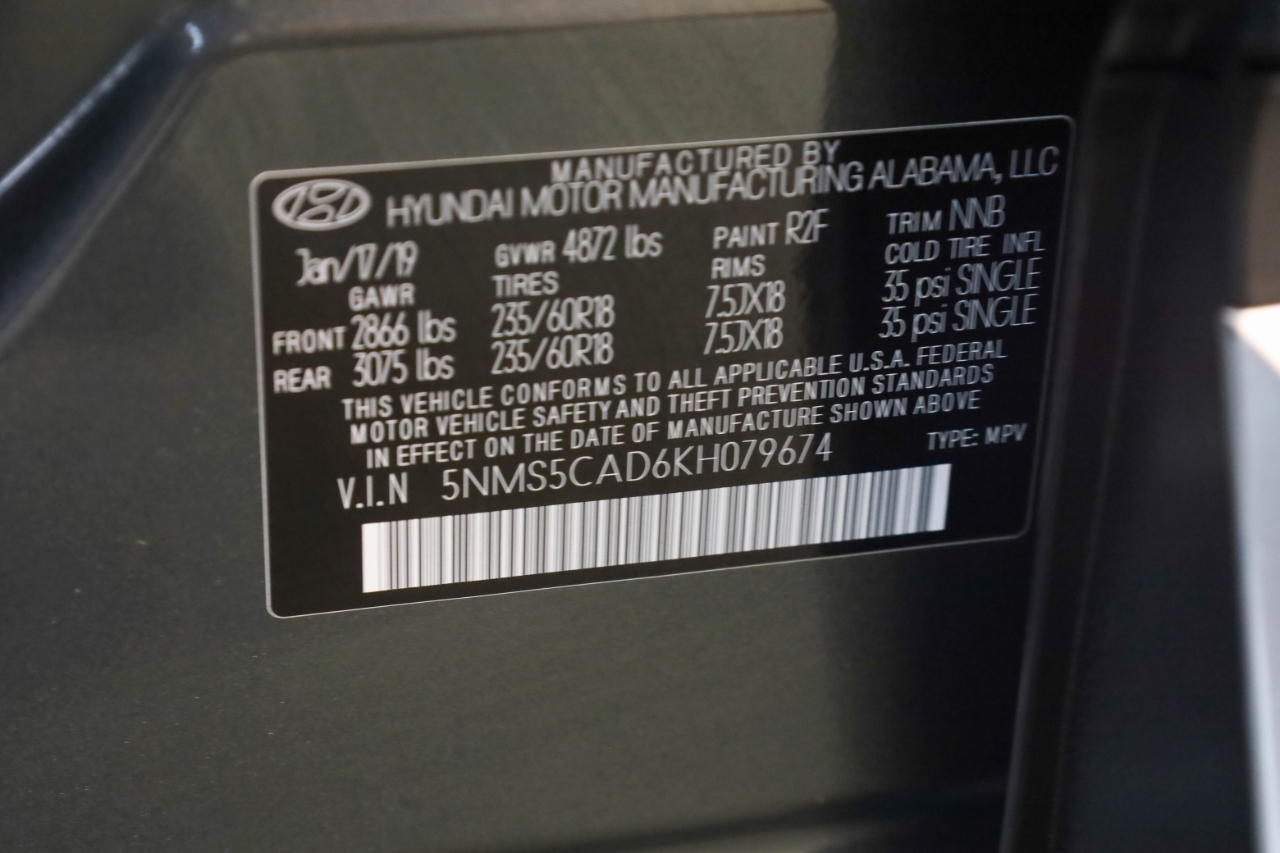 MANUFACTURED BY
HYUNDAI MOTOR MANUFACTURING ALABAMA, LLC
Jan/17/19 GVWR 4872 lbs PAINT R2F TRIM NNB
GAWR TIRES RIMS COLD TIRE INFL
FRONT 2866 lbs 235/60R18 7.5JX18 35 psi SINGLE
REAR 3075 lbs 235/60R18 7.5JX18 35 psi SINGLE
THIS VEHICLE CONFORMS TO ALL APPLICABLE U.S.A. FEDERAL
MOTOR VEHICLE SAFETY AND THEFT PREVENTION STANDARDS
IN EFFECT ON THE DATE OF MANUFACTURE SHOWN ABOVE
V.I.N 5NMS5CAD6KH079674 TYPE: MPV